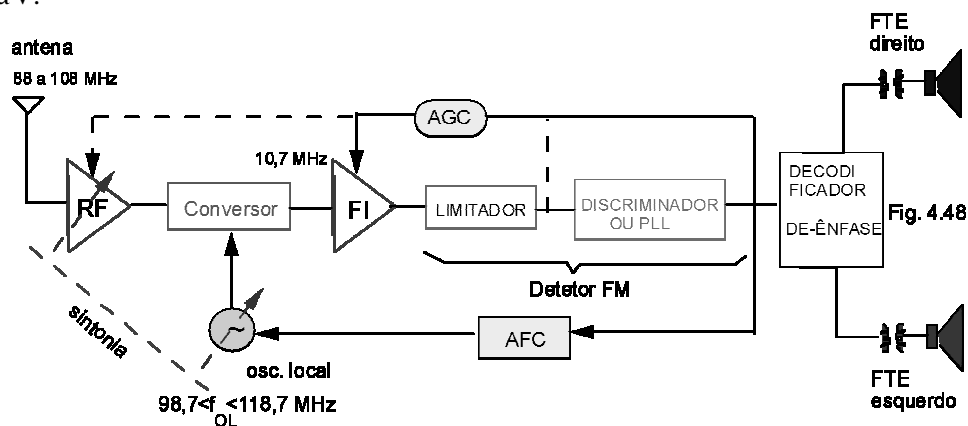 antena
88 a 108 MHz
FTE
direito
AGC
10,7 MHz
RF
Conversor
FI
LIMITADOR
DISCRIMINADOR
OU PLL
DECODI
FICADOR
DE-ÊNFASE
Fig. 4.48
Detetor FM
sintonia
~
AFC
osc. local
98,7<f_OL<118,7 MHz
FTE
esquerdo